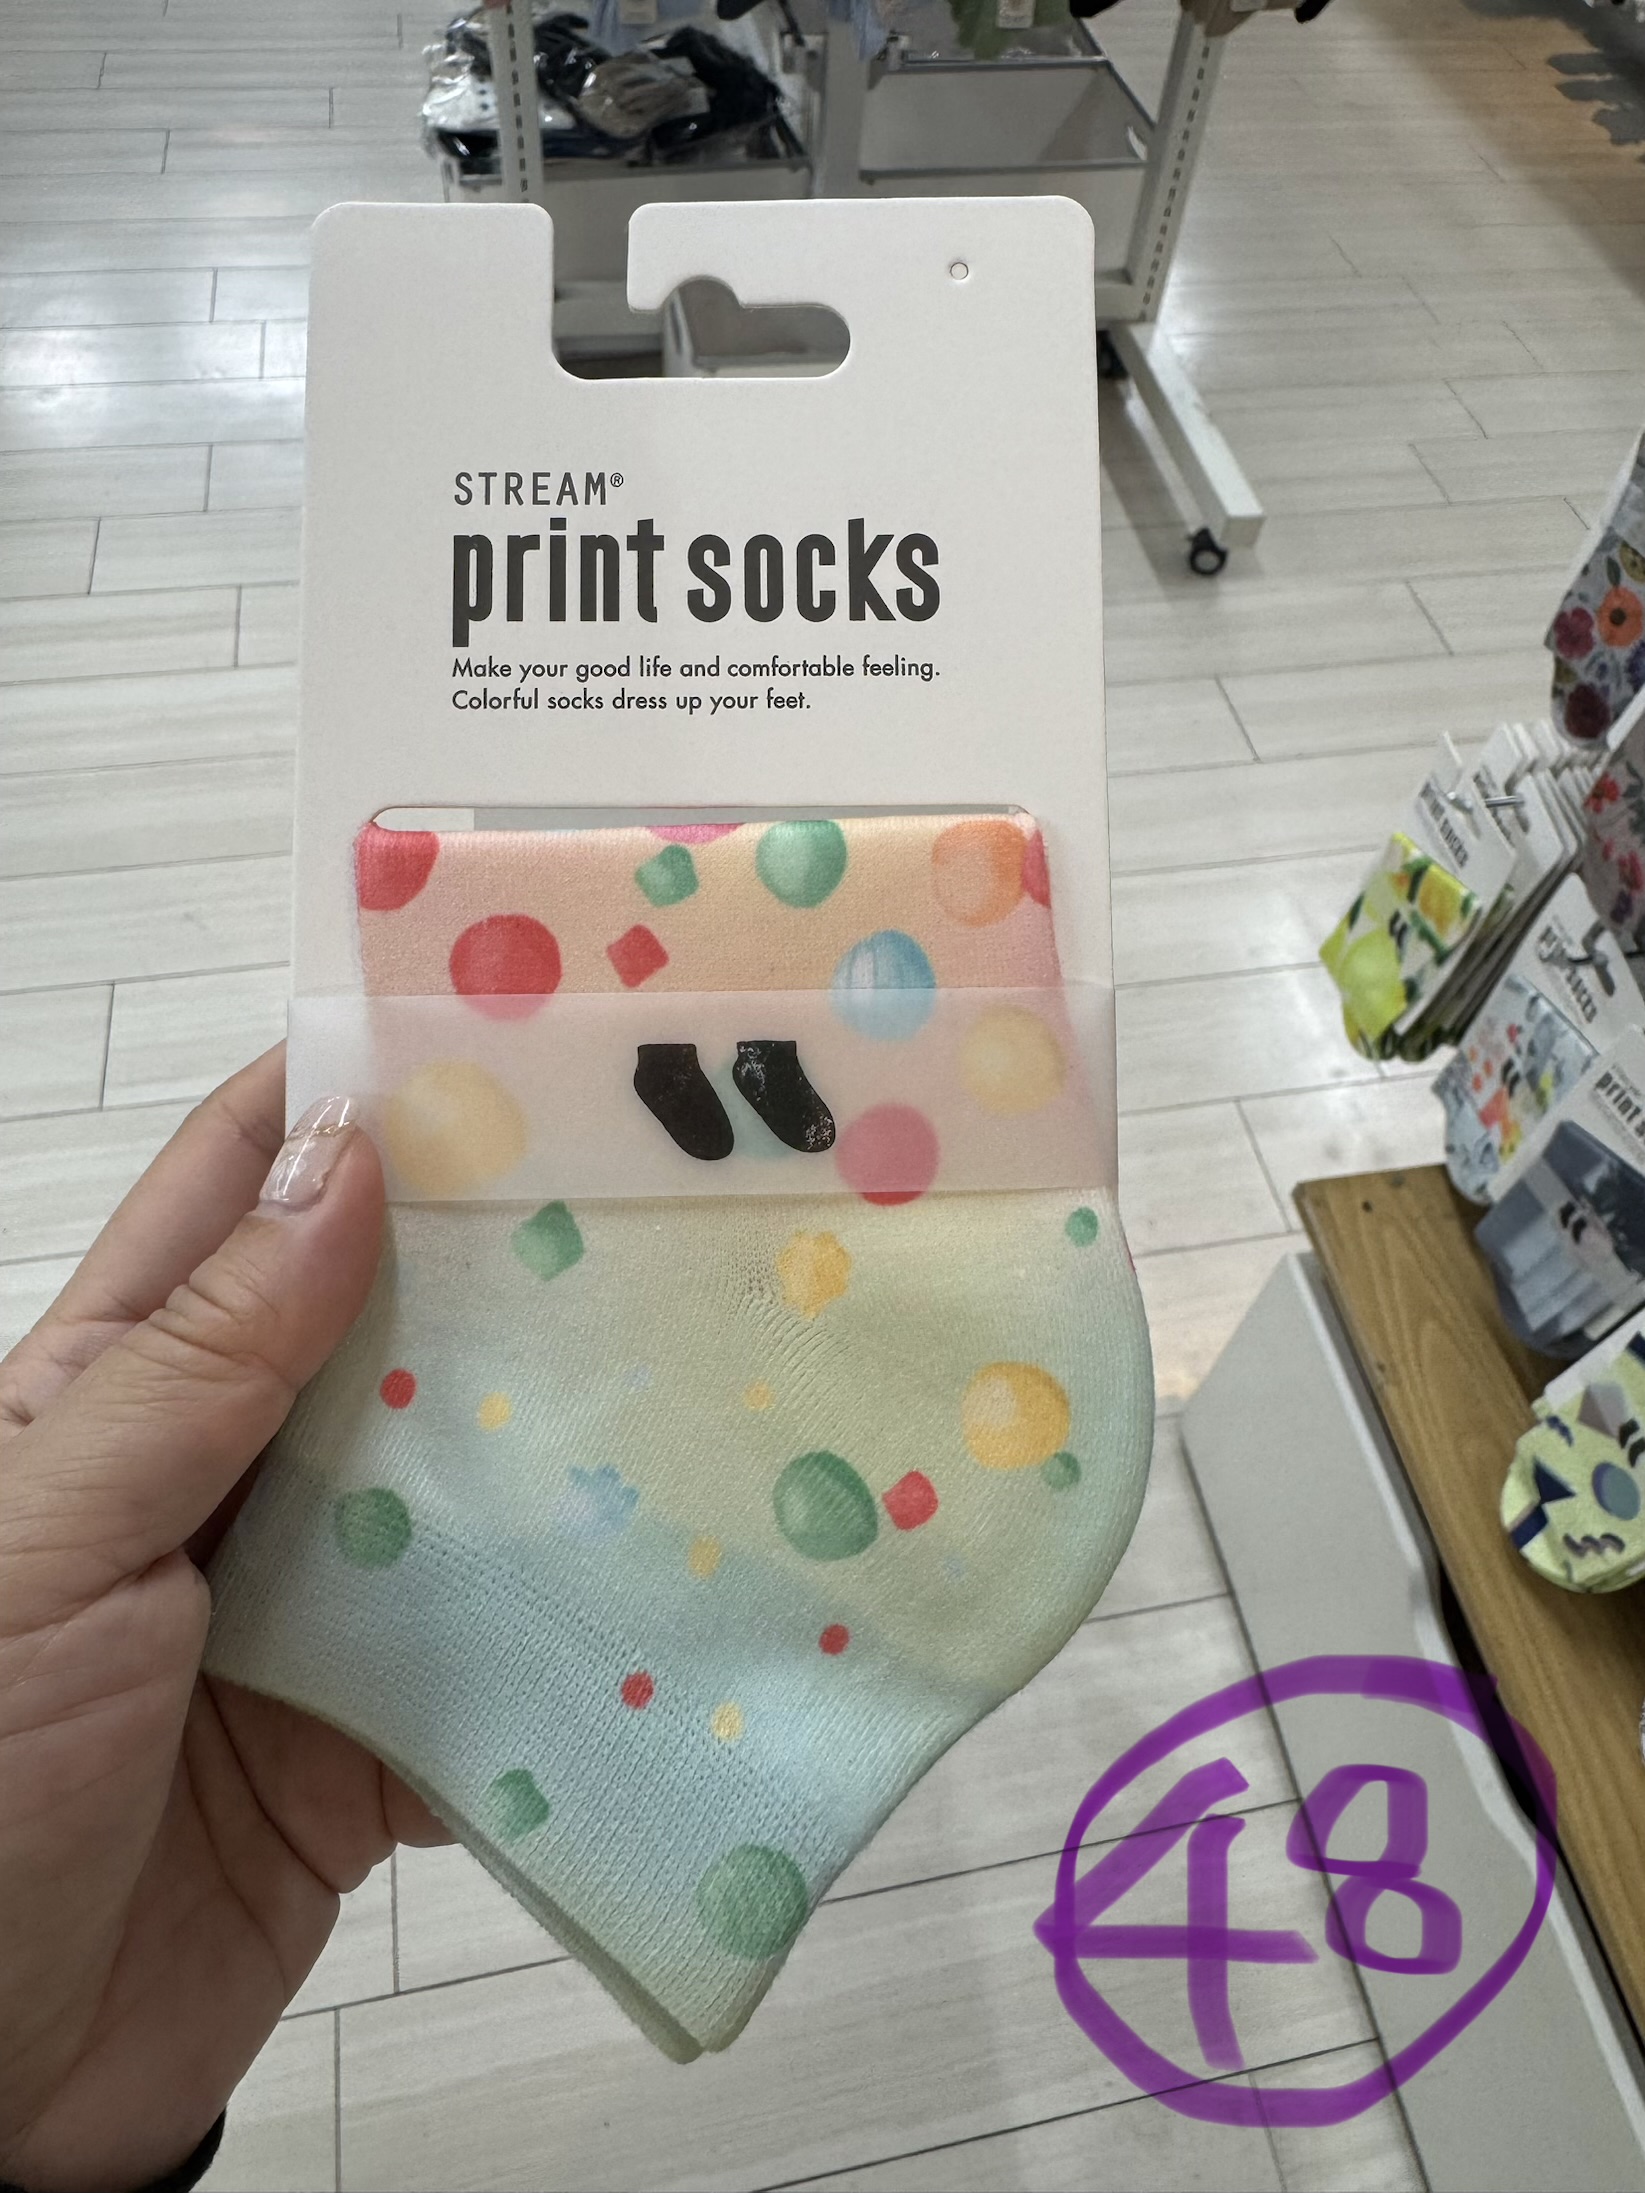 STREAM®
print socks
Make your good life and comfortable feeling.
Colorful socks dress up your feet.
48